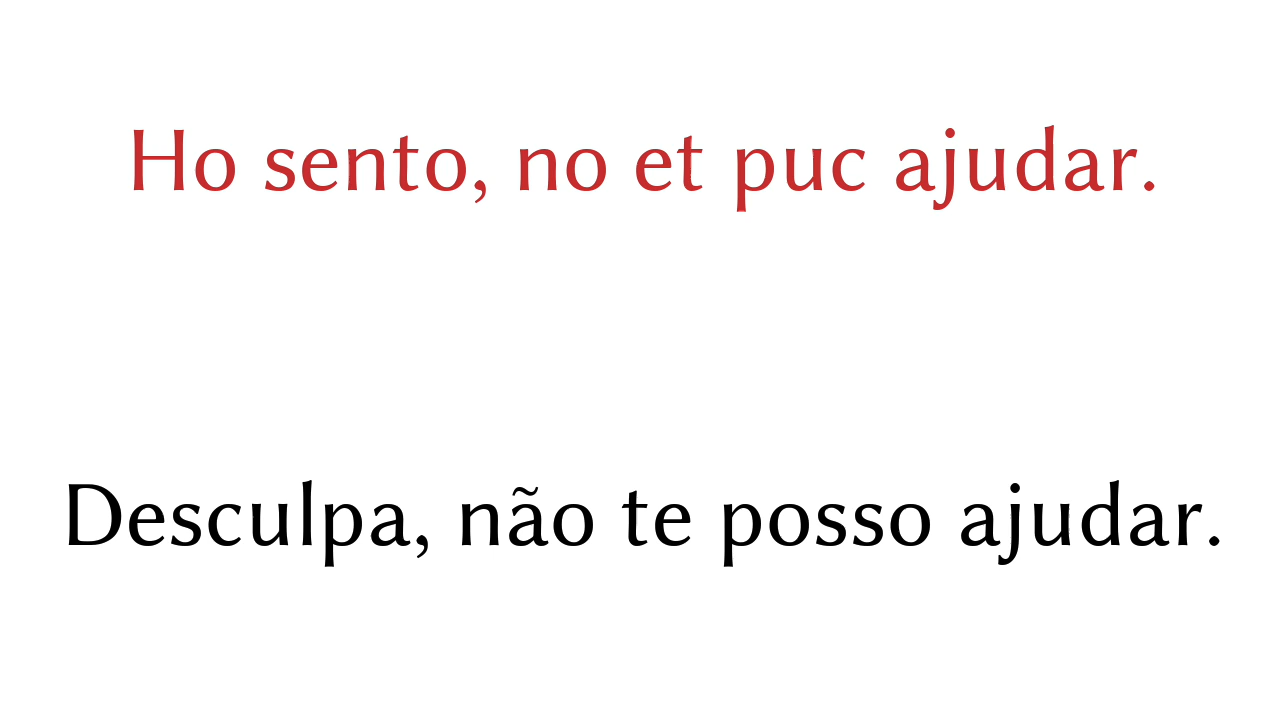 Ho sento, no et puc ajudar.
Desculpa, não te posso ajudar.